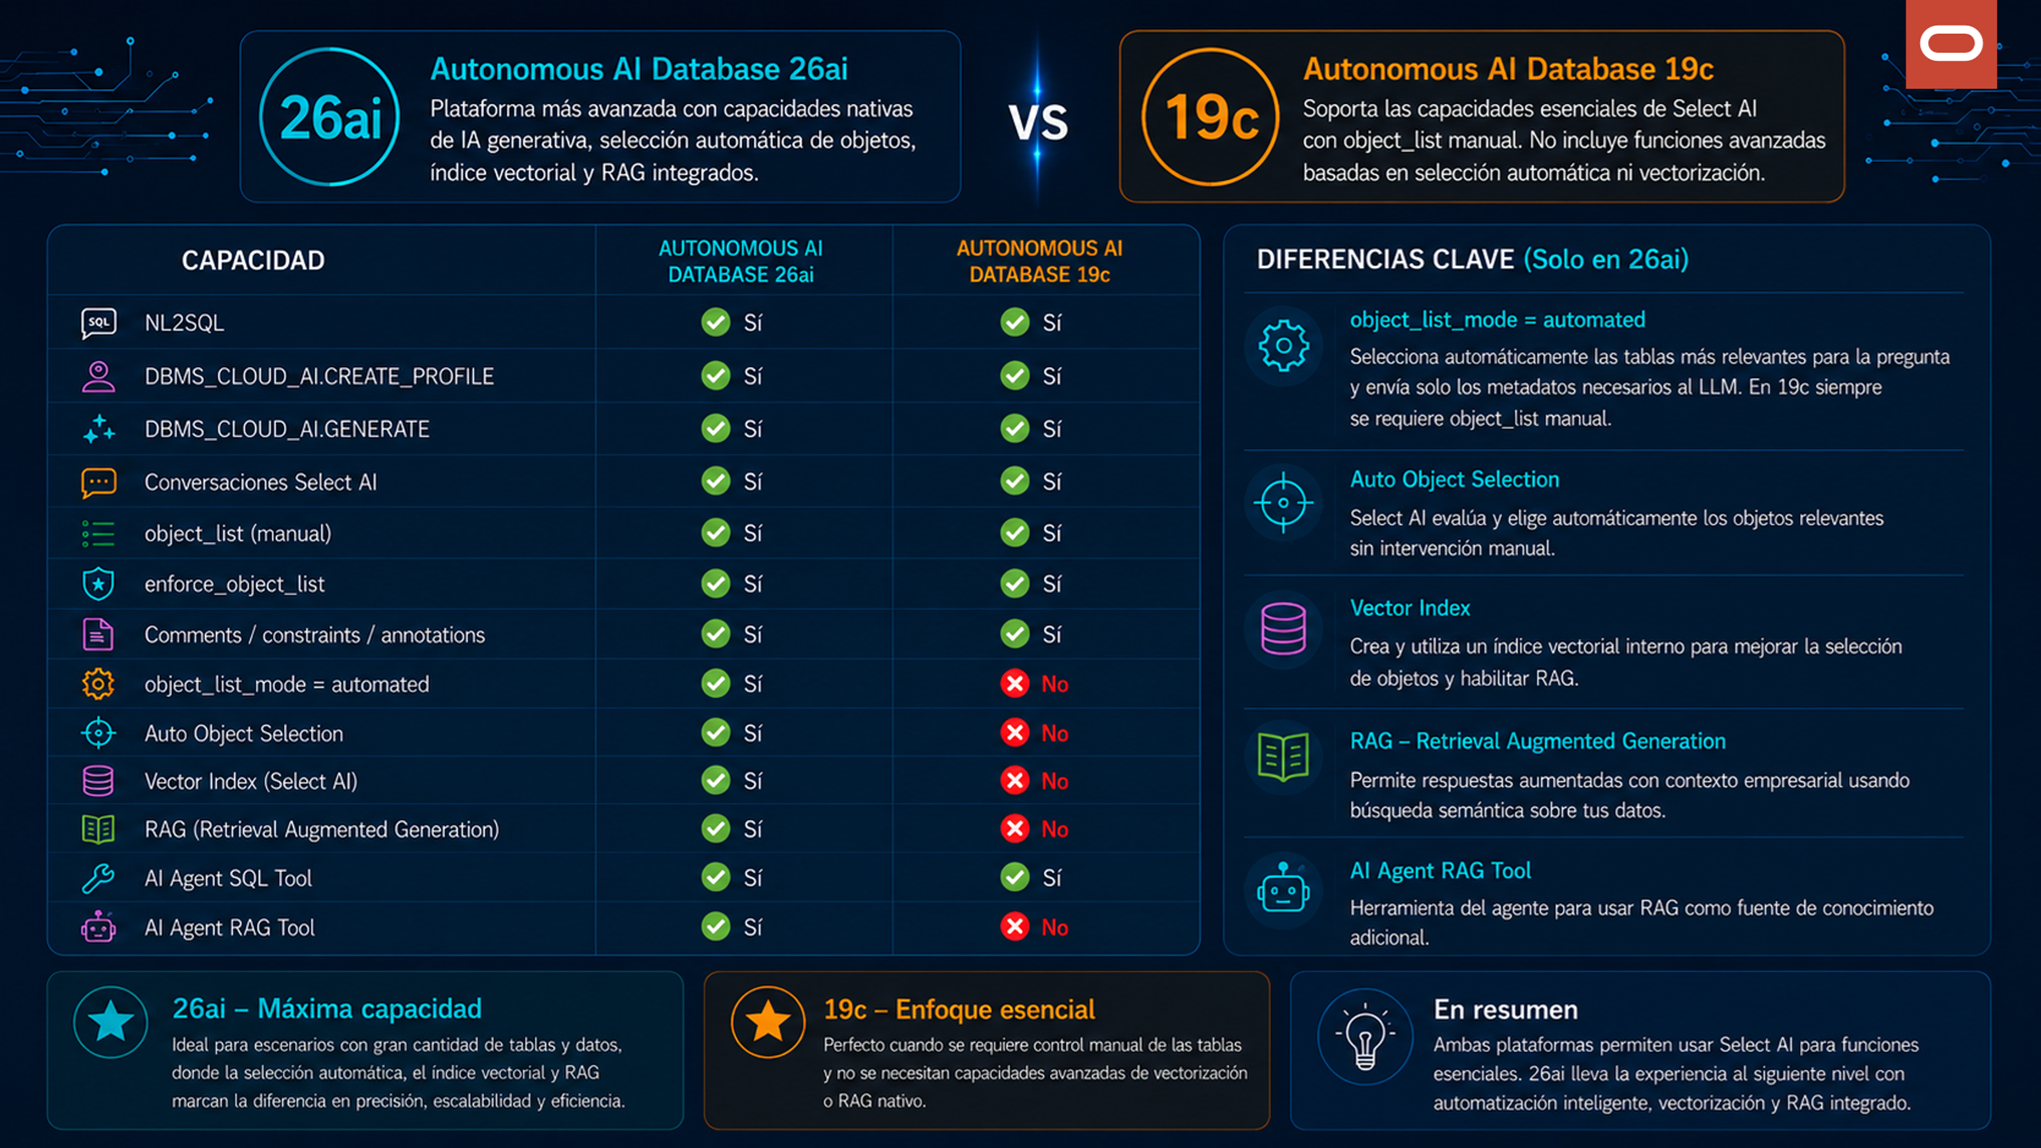 26ai
Autonomous AI Database 26ai
Plataforma más avanzada con capacidades nativas
de IA generativa, selección automática de objetos,
índice vectorial y RAG integrados.
VS
19c
Autonomous AI Database 19c
Soporta las capacidades esenciales de Select AI
con object_list manual. No incluye funciones avanzadas
basadas en selección automática ni vectorización.
CAPACIDAD
AUTONOMOUS AI
DATABASE 26ai
AUTONOMOUS AI
DATABASE 19c
SQL NL2SQL Sí Sí
DBMS_CLOUD_AI.CREATE_PROFILE Sí Sí
DBMS_CLOUD_AI.GENERATE Sí Sí
Conversaciones Select AI Sí Sí
object_list (manual) Sí Sí
enforce_object_list Sí Sí
Comments / constraints / annotations Sí Sí
object_list_mode = automated Sí No
Auto Object Selection Sí No
Vector Index (Select AI) Sí No
RAG (Retrieval Augmented Generation) Sí No
AI Agent SQL Tool Sí Sí
AI Agent RAG Tool Sí No
DIFERENCIAS CLAVE (Solo en 26ai)
object_list_mode = automated
Selecciona automáticamente las tablas más relevantes para la pregunta
y envía solo los metadatos necesarios al LLM. En 19c siempre
se requiere object_list manual.
Auto Object Selection
Select AI evalúa y elige automáticamente los objetos relevantes
sin intervención manual.
Vector Index
Crea y utiliza un índice vectorial interno para mejorar la selección
de objetos y habilitar RAG.
RAG – Retrieval Augmented Generation
Permite respuestas aumentadas con contexto empresarial usando
búsqueda semántica sobre tus datos.
AI Agent RAG Tool
Herramienta del agente para usar RAG como fuente de conocimiento
adicional.
26ai – Máxima capacidad
Ideal para escenarios con gran cantidad de tablas y datos,
donde la selección automática, el índice vectorial y RAG
marcan la diferencia en precisión, escalabilidad y eficiencia.
19c – Enfoque esencial
Perfecto cuando se requiere control manual de las tablas
y no se necesitan capacidades avanzadas de vectorización
o RAG nativo.
En resumen
Ambas plataformas permiten usar Select AI para funciones
esenciales. 26ai lleva la experiencia al siguiente nivel con
automatización inteligente, vectorización y RAG integrado.